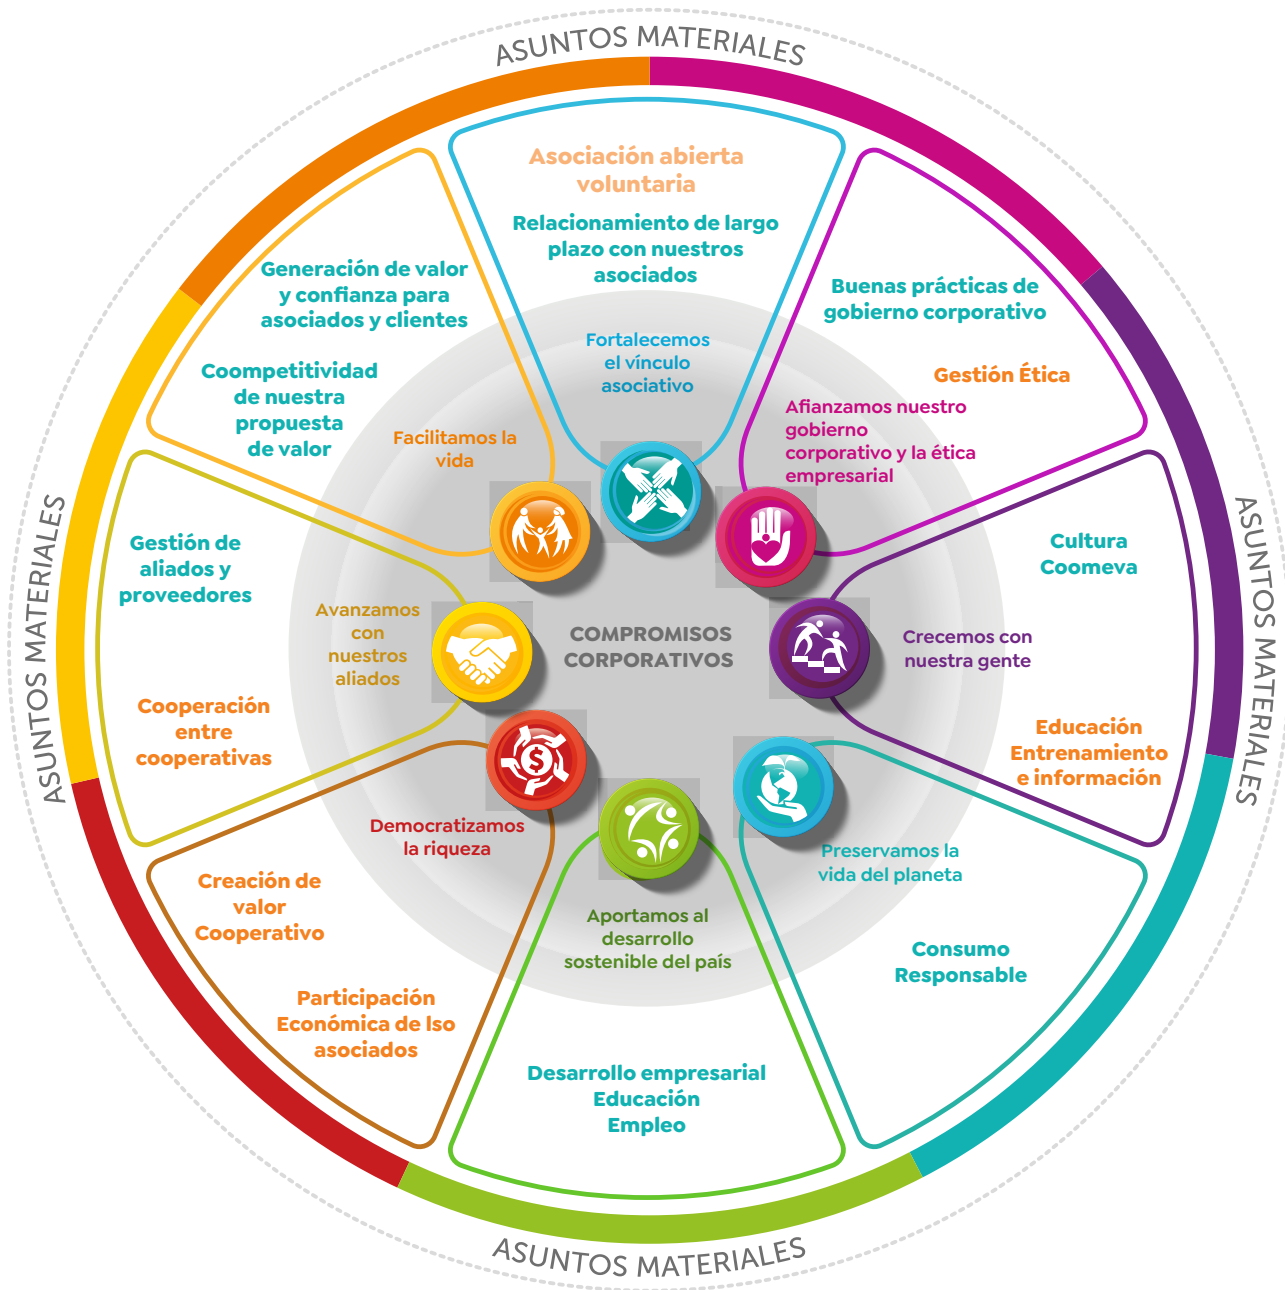 ASUNTOS MATERIALES
Asociación abierta
voluntaria
Relacionamiento de largo
plazo con nuestros
asociados
Fortalecemos
el vínculo
asociativo
Buenas prácticas de
gobierno corporativo
Gestión Ética
Afianzamos nuestro
gobierno
corporativo y la ética
empresarial
Cultura
Coomeva
Crecemos con
nuestra gente
Educación
Entrenamiento
e información
ASUNTOS MATERIALES
Preservamos la
vida del planeta
Consumo
Responsable
Aportamos al
desarrollo
sostenible del país
Desarrollo empresarial
Educación
Empleo
ASUNTOS MATERIALES
Democratizamos
la riqueza
Creación de
valor
Cooperativo
Participación
Económica de lso
asociados
Gestión de
aliados y
proveedores
Avanzamos
con
nuestros
aliados
Cooperación
entre
cooperativas
ASUNTOS MATERIALES
Generación de valor
y confianza para
asociados y clientes
Coompetitividad
de nuestra
propuesta
de valor
Facilitamos la
vida
COMPROMISOS
CORPORATIVOS
$